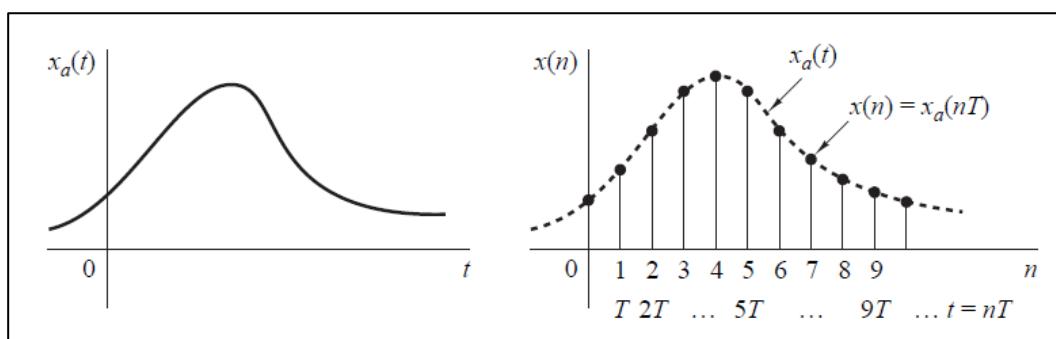 xₐ(t)
0
t
x(n)
xₐ(t)
x(n) = xₐ(nT)
0 1 2 3 4 5 6 7 8 9 n
T 2T … 5T … 9T … t = nT